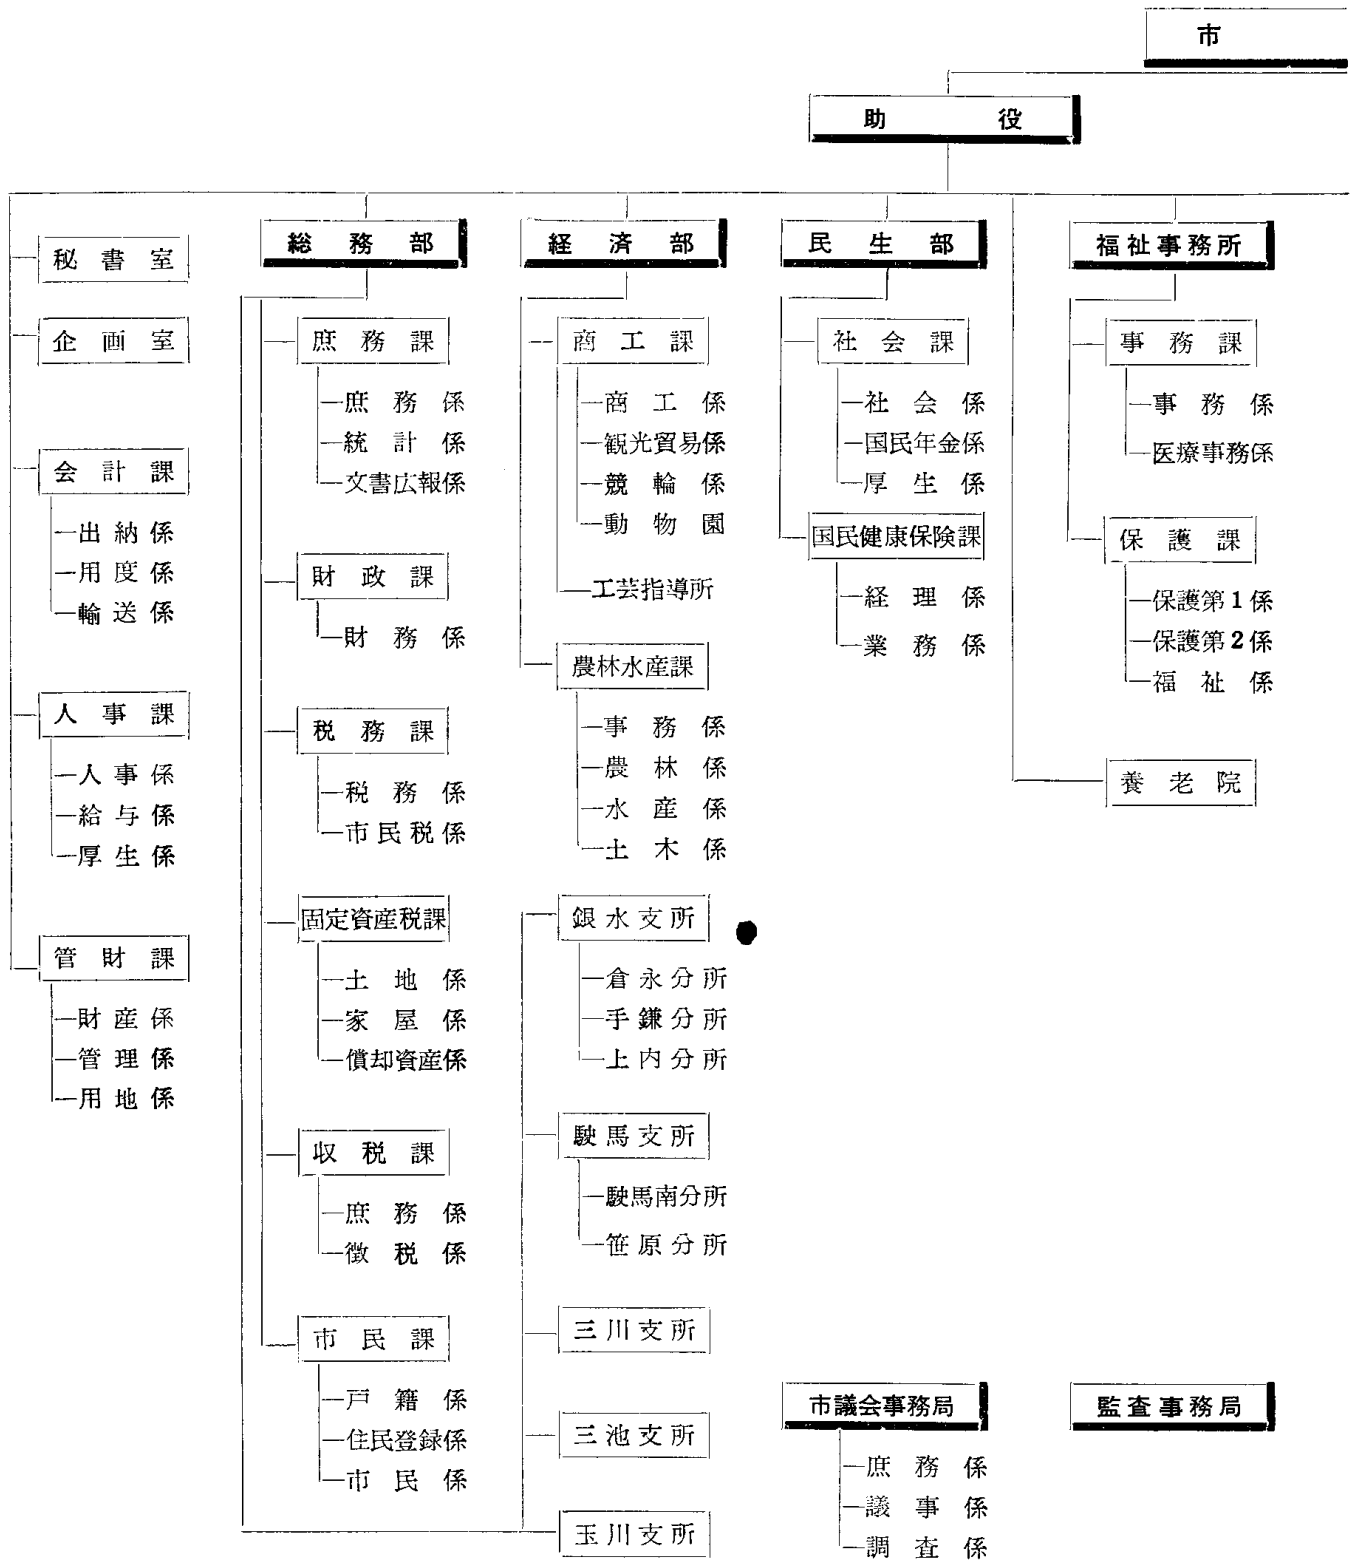 市
助役
秘書室
企画室
会計課
出納係
用度係
輸送係
人事課
人事係
給与係
厚生係
管財課
財産係
管理係
用地係
総務部
庶務課
庶務係
統計係
文書広報係
財政課
財務係
税務課
税務係
市民税係
固定資産税課
土地係
家屋係
償却資産係
収税課
庶務係
徴税係
市民課
戸籍係
住民登録係
市民係
経済部
商工課
商工係
観光貿易係
競輪係
動物園
工芸指導所
農林水産課
事務係
農林係
水産係
土木係
銀水支所
倉永分所
手鎌分所
上内分所
駛馬支所
駛馬南分所
笹原分所
三川支所
三池支所
玉川支所
民生部
社会課
社会係
国民年金係
厚生係
国民健康保険課
経理係
業務係
福祉事務所
事務課
事務係
医療事務係
保護課
保護第1係
保護第2係
福祉係
養老院
市議会事務局
庶務係
議事係
調査係
監査事務局